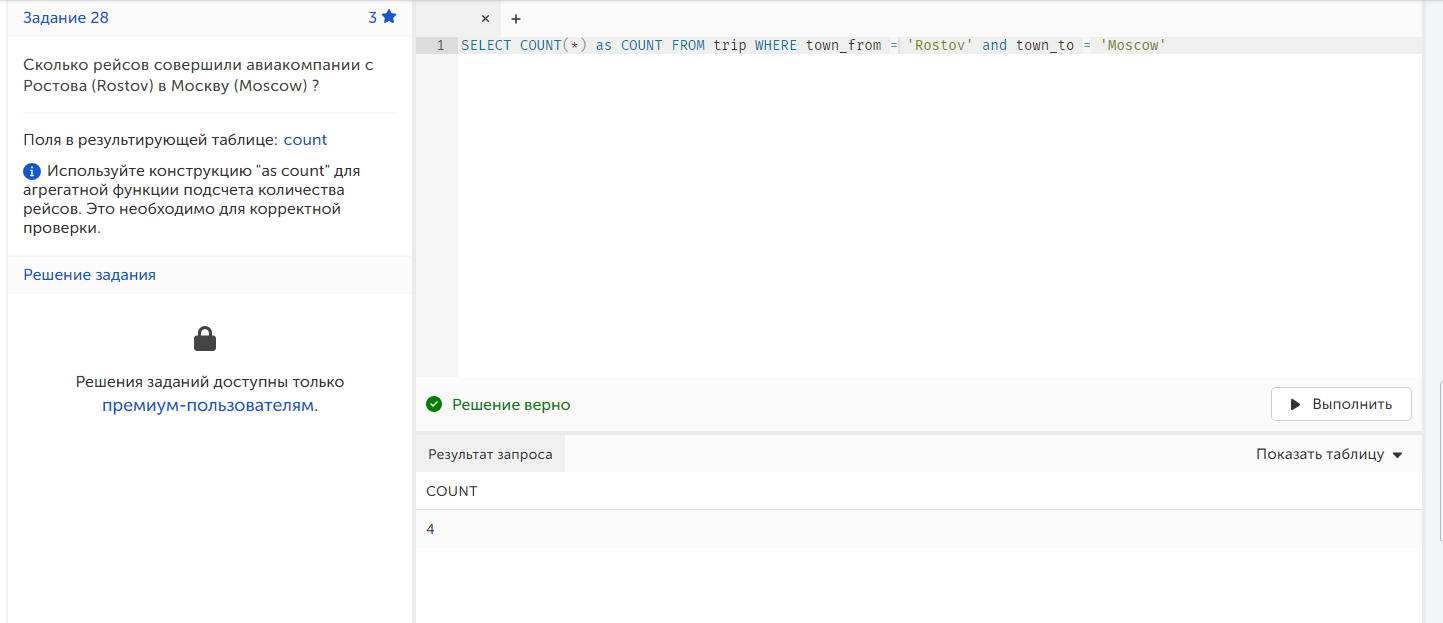 Задание 28
3
Сколько рейсов совершили авиакомпании с
Ростова (Rostov) в Москву (Moscow) ?
Поля в результирующей таблице: count
Используйте конструкцию "as count" для
агрегатной функции подсчета количества
рейсов. Это необходимо для корректной
проверки.
Решение задания
Решения заданий доступны только
премиум-пользователям.
1 SELECT COUNT(*) as COUNT FROM trip WHERE town_from = 'Rostov' and town_to = 'Moscow'
Решение верно
Выполнить
Результат запроса
Показать таблицу
COUNT
4